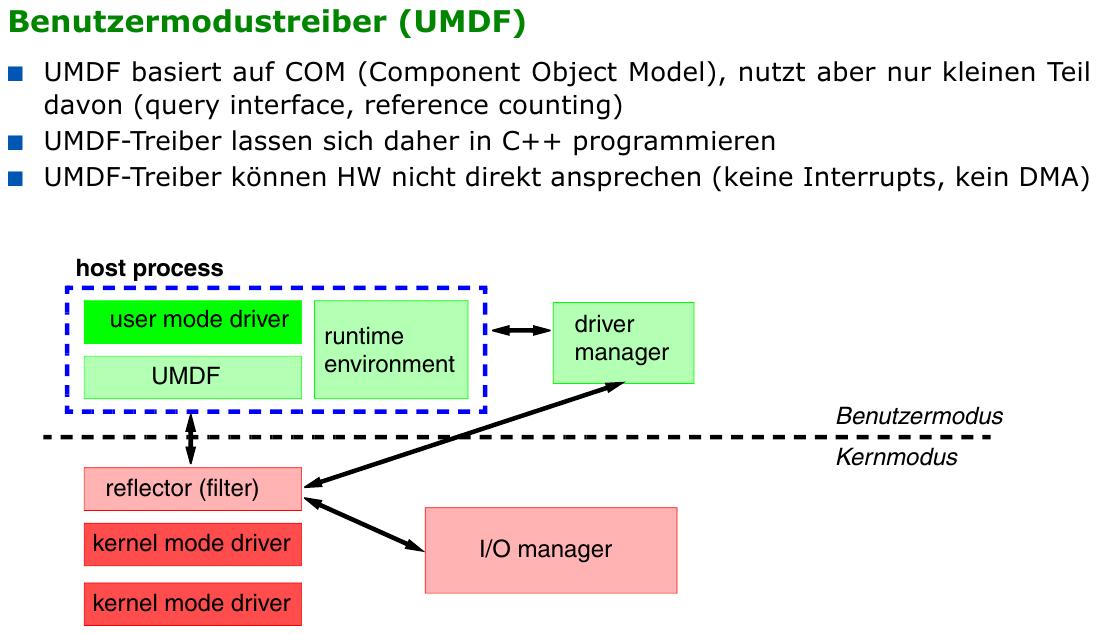 Benutzermodustreiber (UMDF)
UMDF basiert auf COM (Component Object Model), nutzt aber nur kleinen Teil
davon (query interface, reference counting)
UMDF-Treiber lassen sich daher in C++ programmieren
UMDF-Treiber können HW nicht direkt ansprechen (keine Interrupts, kein DMA)
host process
user mode driver
UMDF
runtime
environment
driver
manager
Benutzermodus
Kernmodus
reflector (filter)
kernel mode driver
kernel mode driver
I/O manager